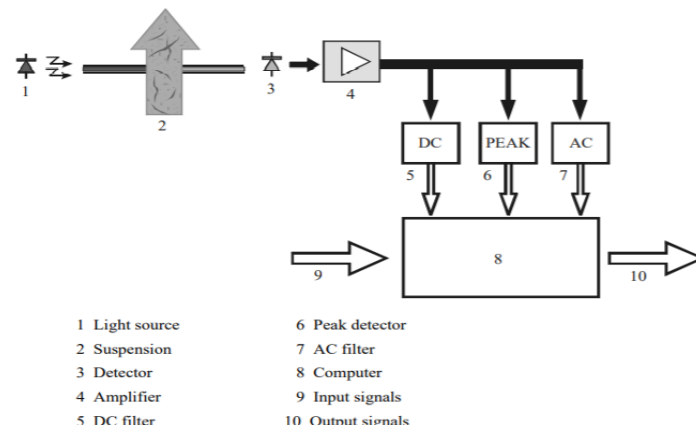 1
2
3
4
DC
PEAK
AC
5
6
7
8
9
10
1 Light source
2 Suspension
3 Detector
4 Amplifier
5 DC filter
6 Peak detector
7 AC filter
8 Computer
9 Input signals
10 Output signals